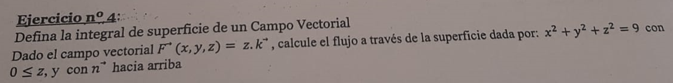 Ejercicio nº 4:
Defina la integral de superficie de un Campo Vectorial
Dado el campo vectorial F⃗ (x, y, z) = z. k⃗ , calcule el flujo a través de la superficie dada por: x² + y² + z² = 9 con
0 ≤ z, y con n⃗ hacia arriba